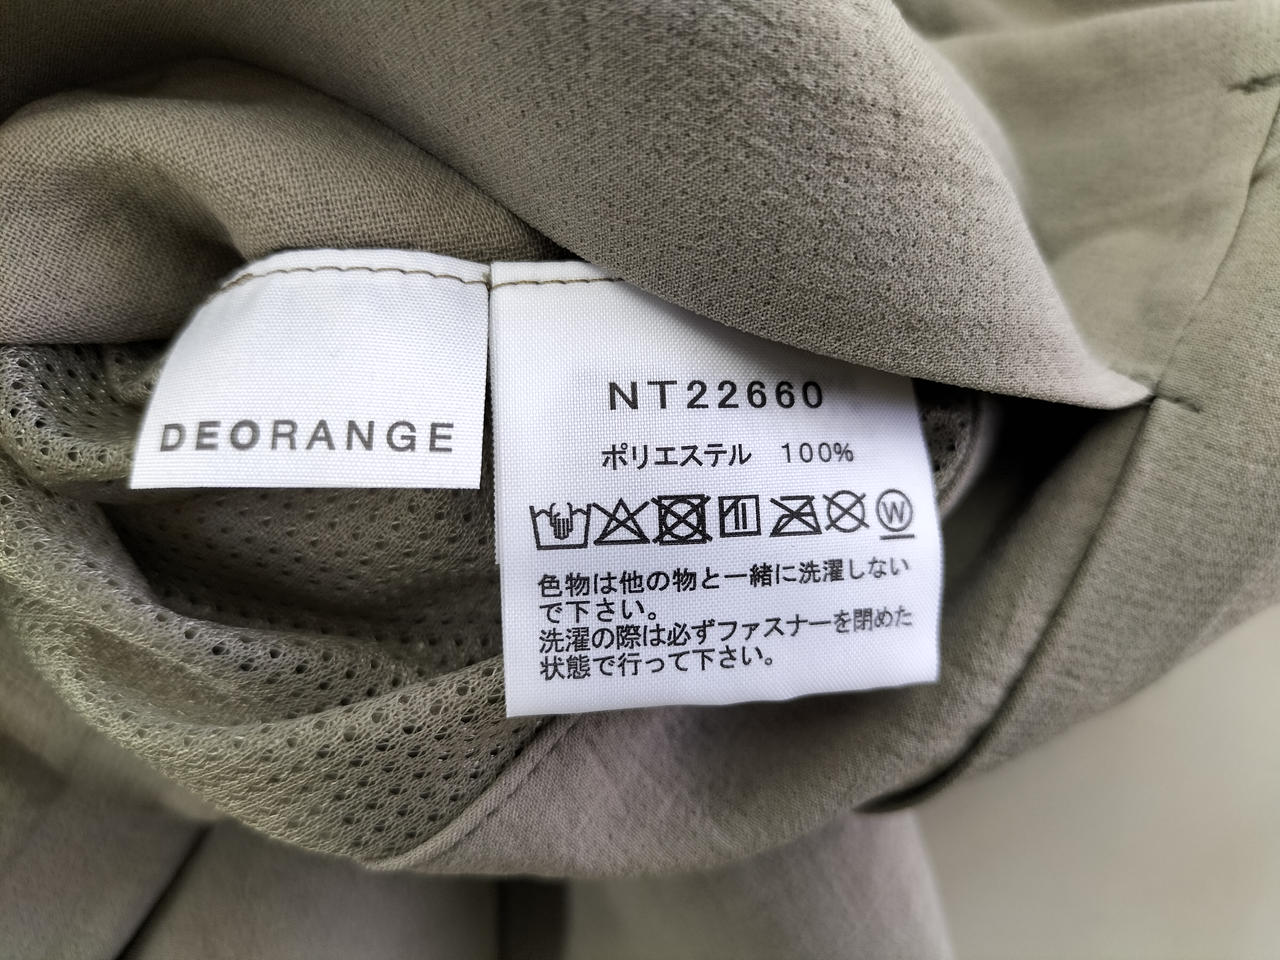 DEORANGE
NT22660
ポリエステル 100%
W
色物は他の物と一緒に洗濯しない
で下さい。
洗濯の際は必ずファスナーを閉めた
状態で行って下さい。